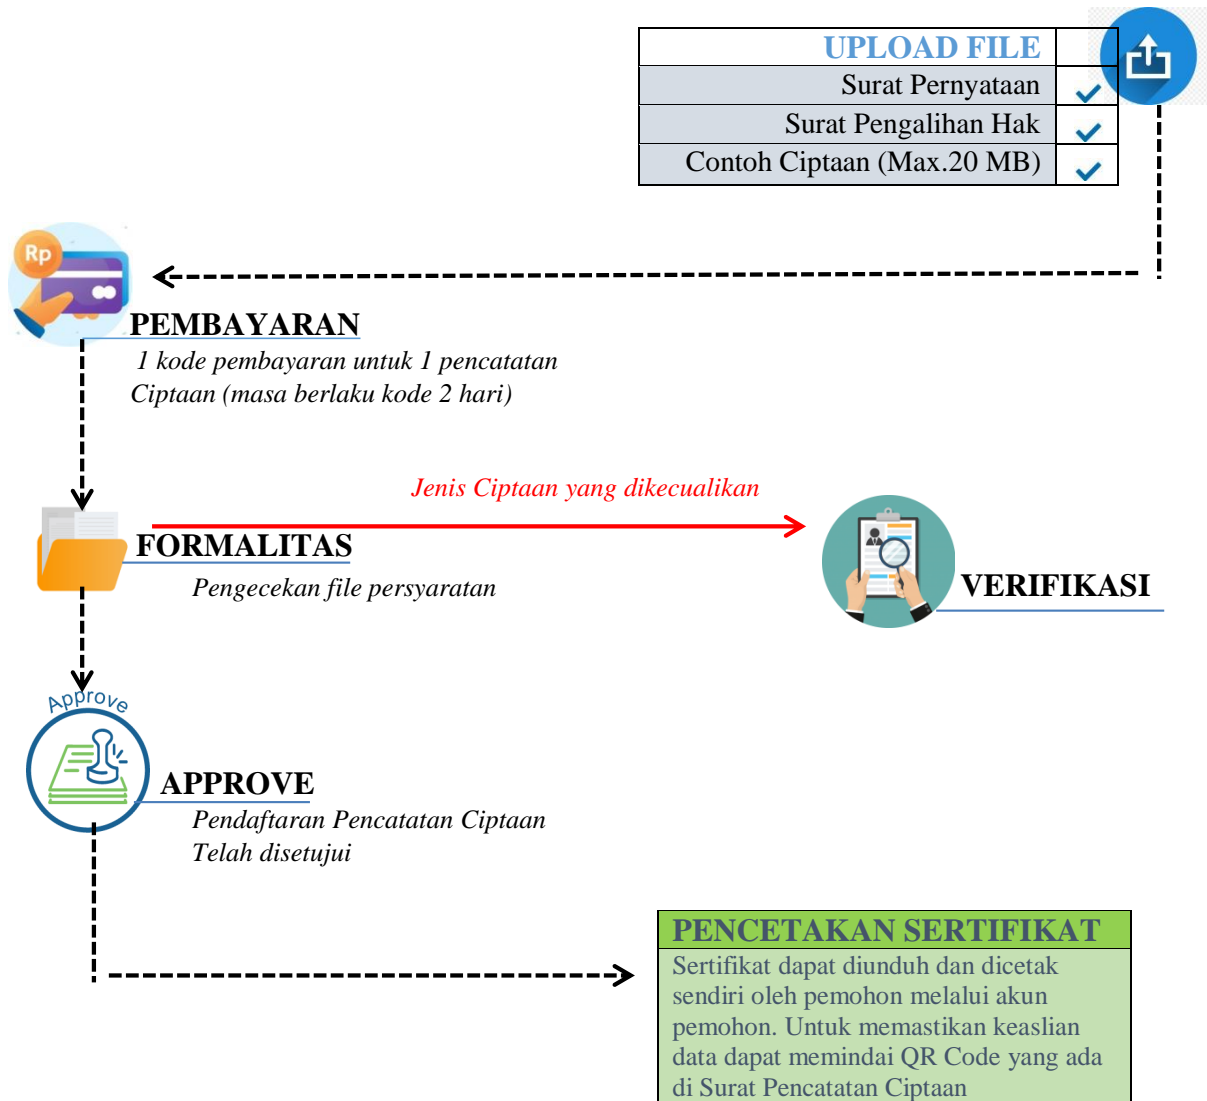 UPLOAD FILE
Surat Pernyataan
Surat Pengalihan Hak
Contoh Ciptaan (Max.20 MB)
Rp
PEMBAYARAN
1 kode pembayaran untuk 1 pencatatan
Ciptaan (masa berlaku kode 2 hari)
Jenis Ciptaan yang dikecualikan
FORMALITAS
Pengecekan file persyaratan
VERIFIKASI
Approve
APPROVE
Pendaftaran Pencatatan Ciptaan
Telah disetujui
PENCETAKAN SERTIFIKAT
Sertifikat dapat diunduh dan dicetak
sendiri oleh pemohon melalui akun
pemohon. Untuk memastikan keaslian
data dapat memindai QR Code yang ada
di Surat Pencatatan Ciptaan